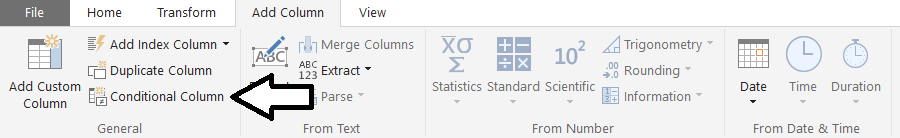 File Home Transform Add Column View
Add Custom Column
Add Index Column
Duplicate Column
Conditional Column
General
ABC
Merge Columns
ABC 123 Extract
Parse
From Text
XΟƒ Ξ£
Statistics
Standard
10²
Scientific
Trigonometry
.00 Rounding
Information
From Number
Date
Time
Duration
From Date & Time